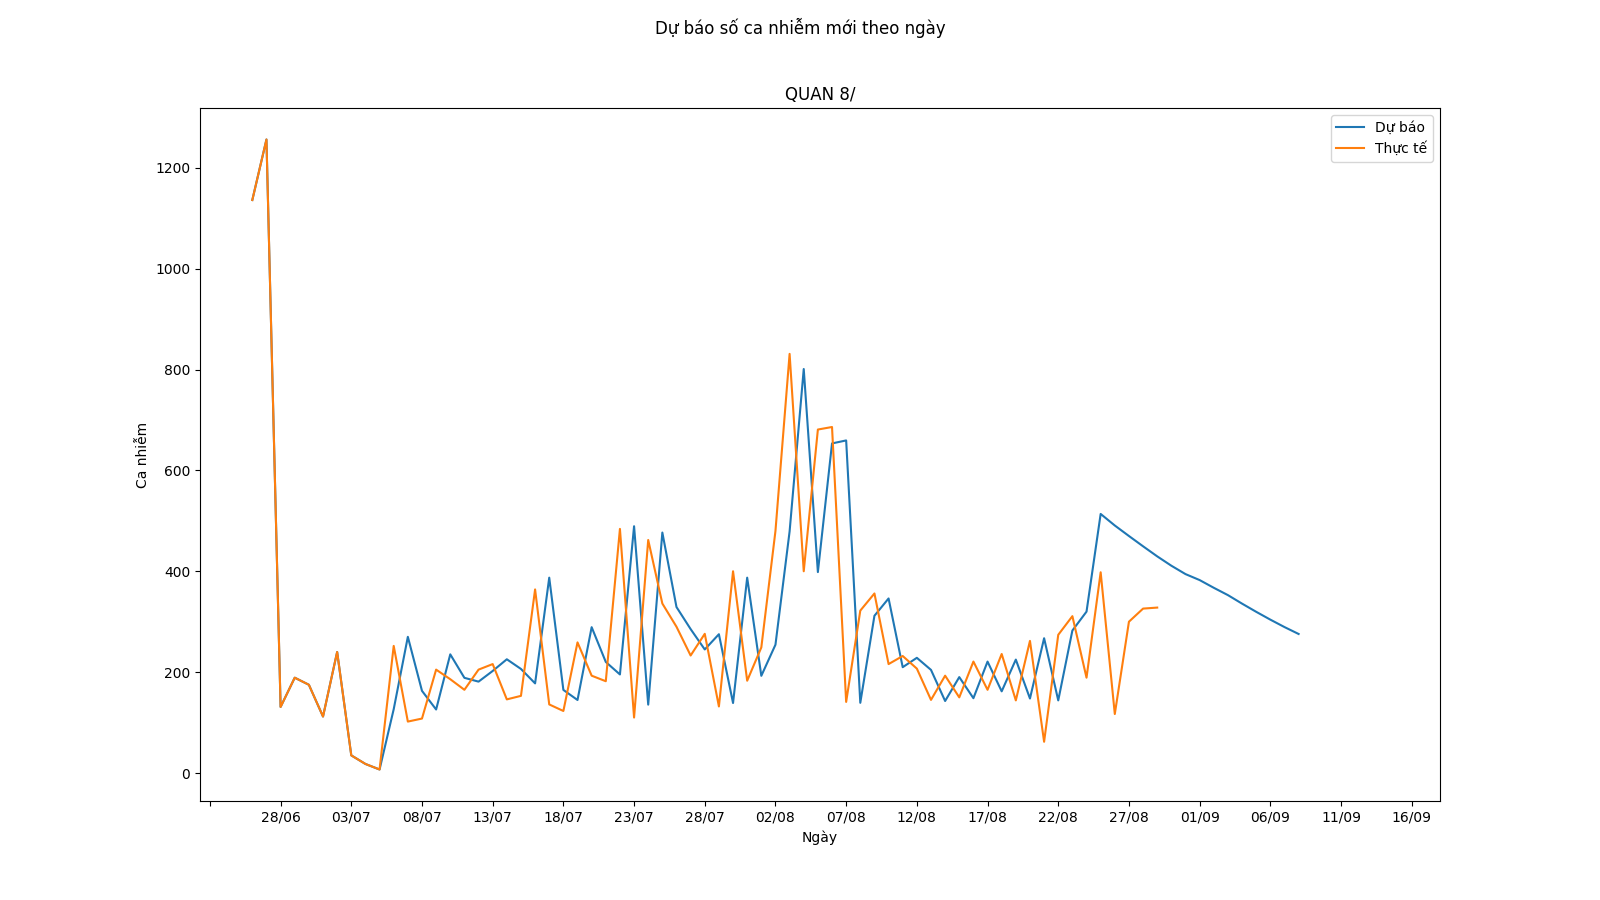 Dự báo số ca nhiễm mới theo ngày
QUAN 8/
Dự báo
Thực tế
1200
1000
800
600
400
200
0
Ca nhiễm
28/06 03/07 08/07 13/07 18/07 23/07 28/07 02/08 07/08 12/08 17/08 22/08 27/08 01/09 06/09 11/09 16/09
Ngày